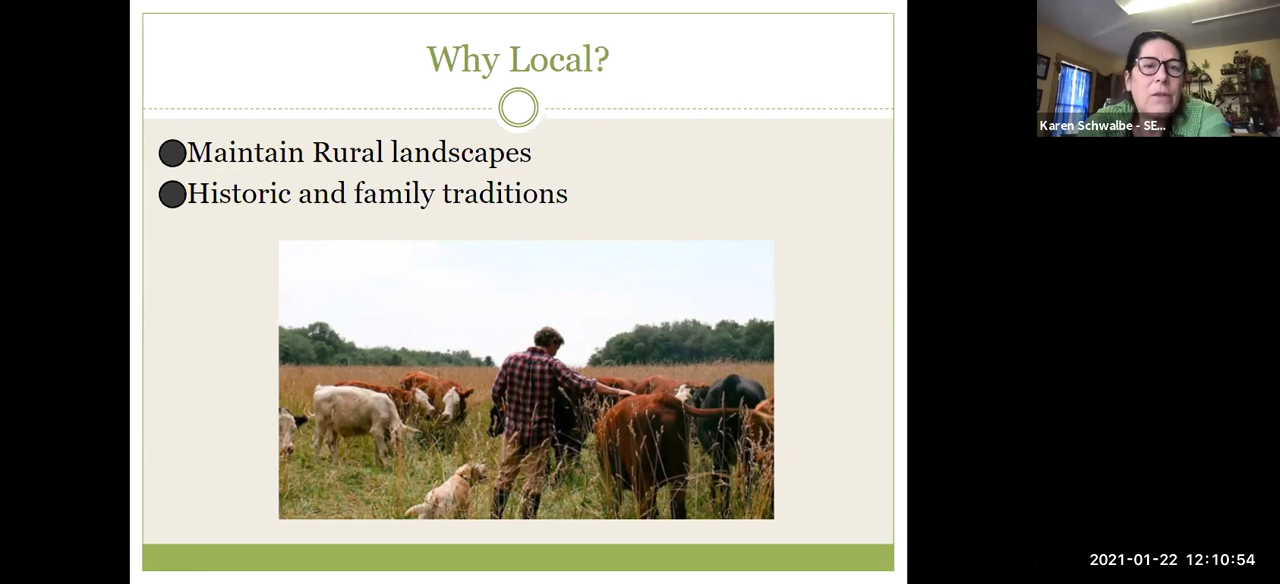 Why Local?
Maintain Rural landscapes
Historic and family traditions
Karen Schwalbe - SE...
2021-01-22 12:10:54